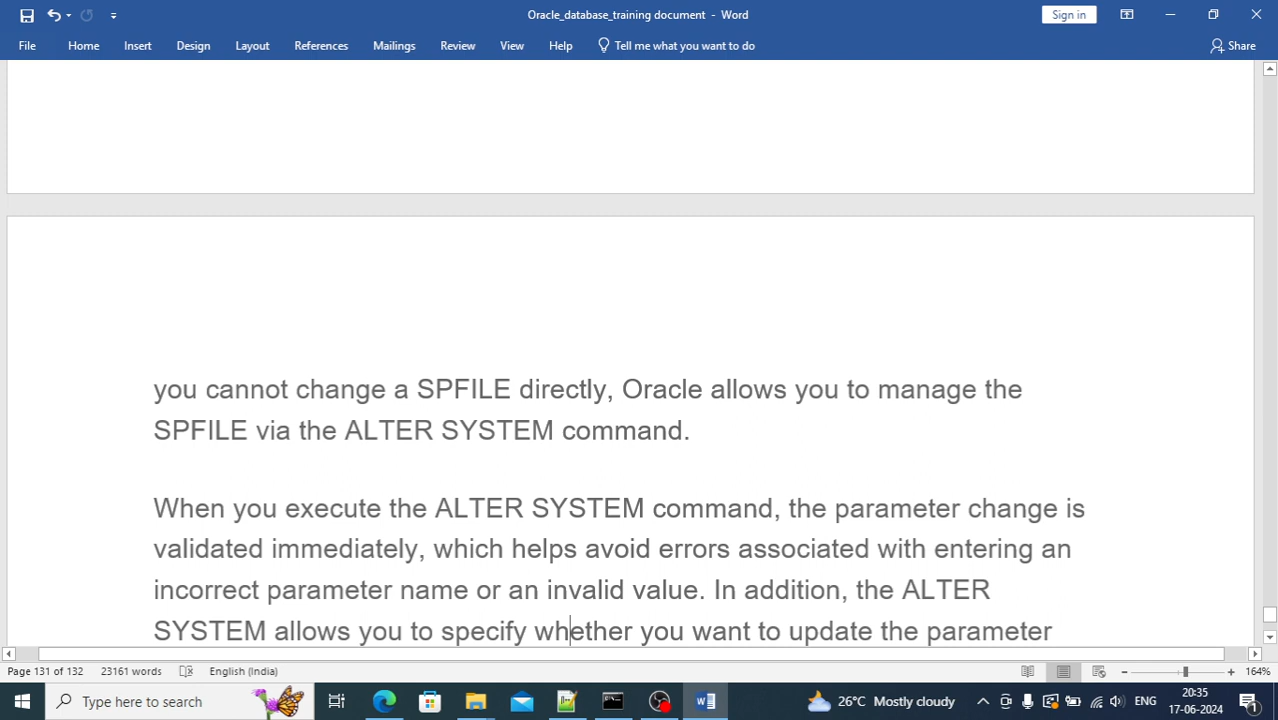 Oracle_database_training document - Word
Sign in
File Home Insert Design Layout References Mailings Review View Help Tell me what you want to do Share
you cannot change a SPFILE directly, Oracle allows you to manage the
SPFILE via the ALTER SYSTEM command.
When you execute the ALTER SYSTEM command, the parameter change is
validated immediately, which helps avoid errors associated with entering an
incorrect parameter name or an invalid value. In addition, the ALTER
SYSTEM allows you to specify whether you want to update the parameter
Page 131 of 132 23161 words English (India) 164%
Type here to search 26°C Mostly cloudy ENG 20:35
17-06-2024 1